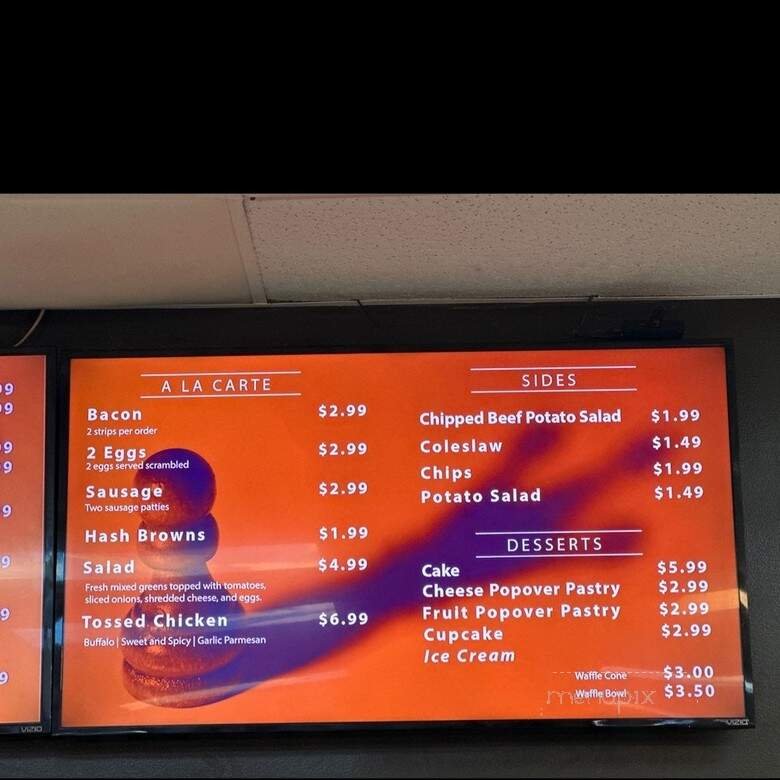 A LA CARTE
Bacon $2.99
2 strips per order
2 Eggs $2.99
2 eggs served scrambled
Sausage $2.99
Two sausage patties
Hash Browns $1.99
Salad $4.99
Fresh mixed greens topped with tomatoes,
sliced onions, shredded cheese, and eggs.
Tossed Chicken $6.99
Buffalo | Sweet and Spicy | Garlic Parmesan
SIDES
Chipped Beef Potato Salad $1.99
Coleslaw $1.49
Chips $1.99
Potato Salad $1.49
DESSERTS
Cake $5.99
Cheese Popover Pastry $2.99
Fruit Popover Pastry $2.99
Cupcake $2.99
Ice Cream
Waffle Cone $3.00
Waffle Bowl $3.50
menupix
VIZIO
VIZIO